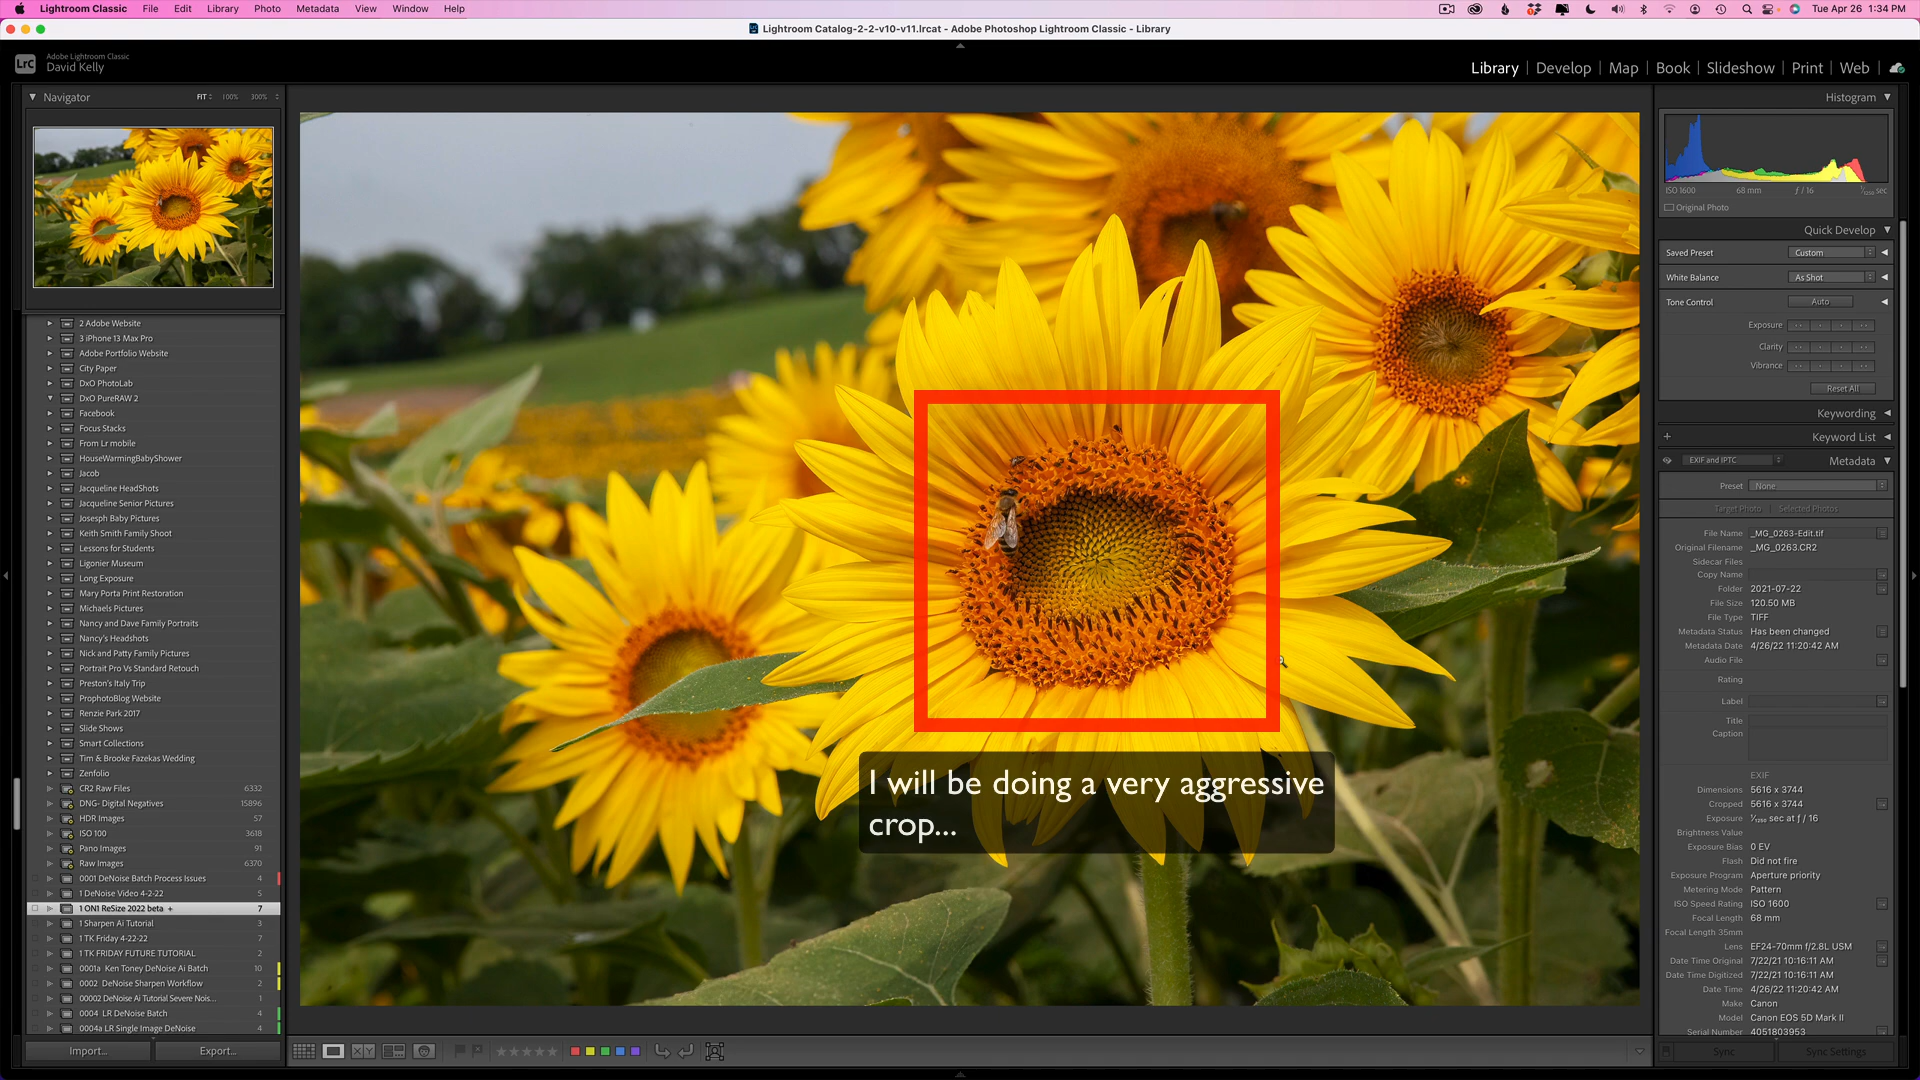 Lightroom Classic File Edit Library Photo Metadata View Window Help Tue Apr 26 1:34 PM
Lightroom Catalog-2-2-v10-v11.lrcat - Adobe Photoshop Lightroom Classic - Library
LrC Adobe Lightroom Classic
David Kelly
Library | Develop | Map | Book | Slideshow | Print | Web
Navigator FIT 100% 300%
2 Adobe Website
3 iPhone 13 Max Pro
Adobe Portfolio Website
City Paper
DxO PhotoLab
DxO PureRAW 2
Facebook
Focus Stacks
From Lr mobile
HouseWarmingBabyShower
Jacob
Jacqueline HeadShots
Jacqueline Senior Pictures
Josesph Baby Pictures
Keith Smith Family Shoot
Lessons for Students
Ligonier Museum
Long Exposure
Mary Porta Print Restoration
Michaels Pictures
Nancy and Dave Family Portraits
Nancy's Headshots
Nick and Patty Family Pictures
Portrait Pro Vs Standard Retouch
Preston's Italy Trip
ProphotoBlog Website
Renzie Park 2017
Slide Shows
Smart Collections
Tim & Brooke Fazekas Wedding
Zenfolio
CR2 Raw Files 6332
DNG- Digital Negatives 15896
HDR Images 57
ISO 100 3618
Pano Images 91
Raw Images 6370
0001 DeNoise Batch Process Issues 4
1 DeNoise Video 4-2-22 5
1 ON1 ReSize 2022 beta + 7
1 Sharpen Ai Tutorial 3
1 TK Friday 4-22-22 7
1 TK FRIDAY FUTURE TUTORIAL 2
0001a Ken Toney DeNoise Ai Batch 10
0002 DeNoise Sharpen Workflow 2
00002 DeNoise Ai Tutorial Severe Nois... 1
0004 LR DeNoise Batch 4
0004a LR Single Image DeNoise 4
Import... Export...
I will be doing a very aggressive
crop...
X Y
Histogram
ISO 1600 68 mm ƒ / 16 1/1250 sec
Original Photo
Quick Develop
Saved Preset Custom
White Balance As Shot
Tone Control Auto
Exposure
Clarity
Vibrance
Reset All
Keywording
+ Keyword List
EXIF and IPTC Metadata
Preset None
Target Photo | Selected Photos
File Name _MG_0263-Edit.tif
Original Filename _MG_0263.CR2
Sidecar Files
Copy Name
Folder 2021-07-22
File Size 120.50 MB
File Type TIFF
Metadata Status Has been changed
Metadata Date 4/26/22 11:20:42 AM
Audio File
Rating
Label
Title
Caption
EXIF
Dimensions 5616 x 3744
Cropped 5616 x 3744
Exposure 1/1250 sec at ƒ / 16
Brightness Value
Exposure Bias 0 EV
Flash Did not fire
Exposure Program Aperture priority
Metering Mode Pattern
ISO Speed Rating ISO 1600
Focal Length 68 mm
Focal Length 35mm
Lens EF24-70mm f/2.8L USM
Date Time Original 7/22/21 10:16:11 AM
Date Time Digitized 7/22/21 10:16:11 AM
Date Time 4/26/22 11:20:42 AM
Make Canon
Model Canon EOS 5D Mark II
Serial Number 4051803953
Sync Sync Settings